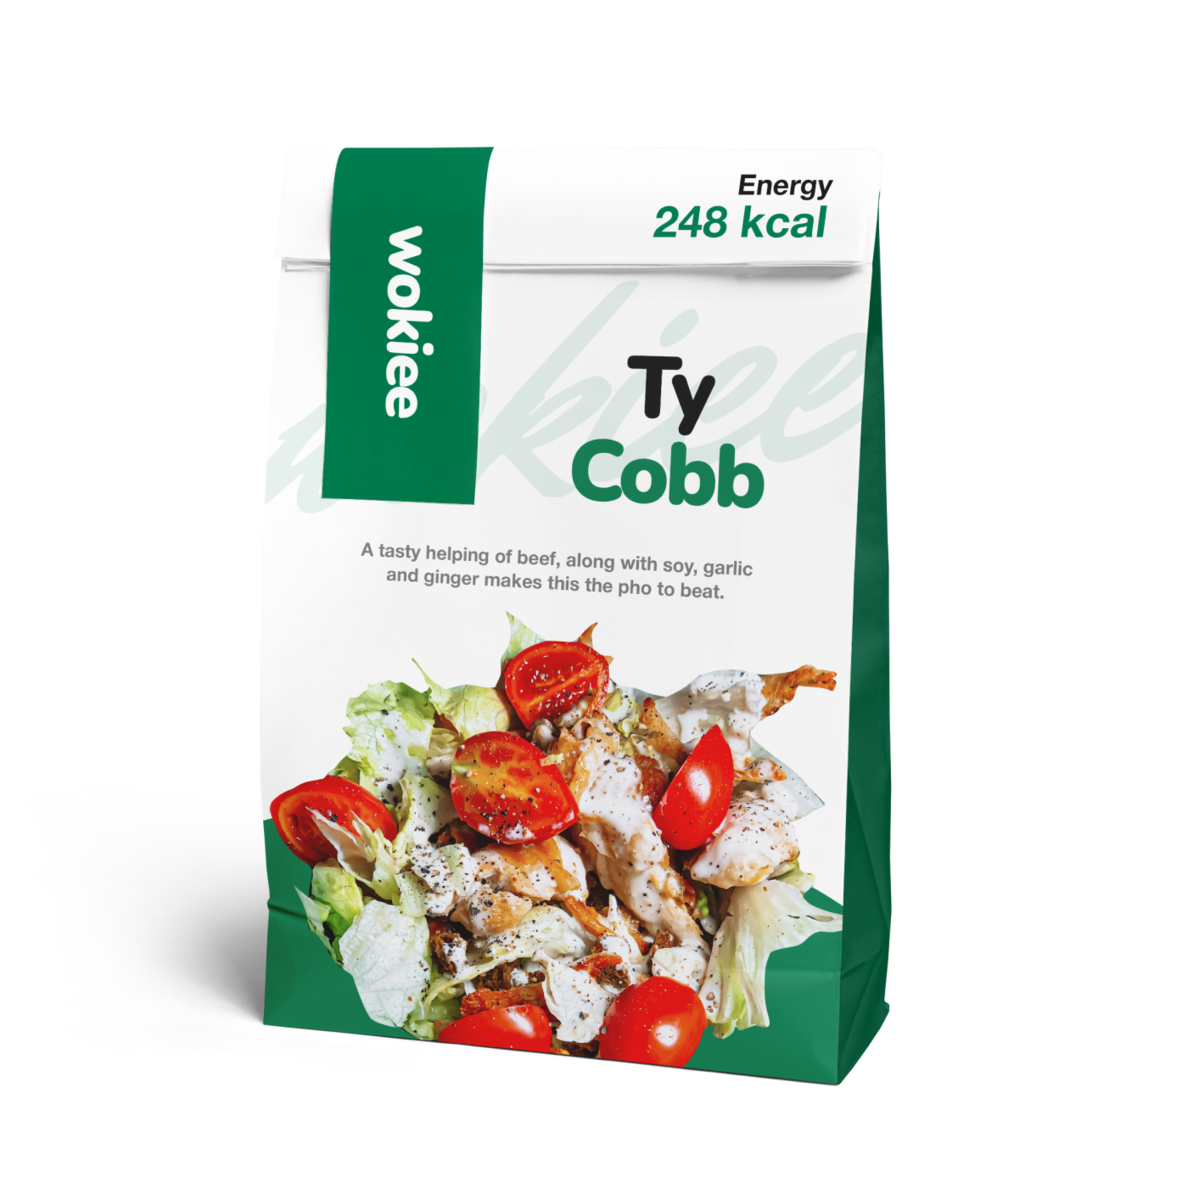 wokiee
Energy
248 kcal
wokiee
Ty
Cobb
A tasty helping of beef, along with soy, garlic
and ginger makes this the pho to beat.